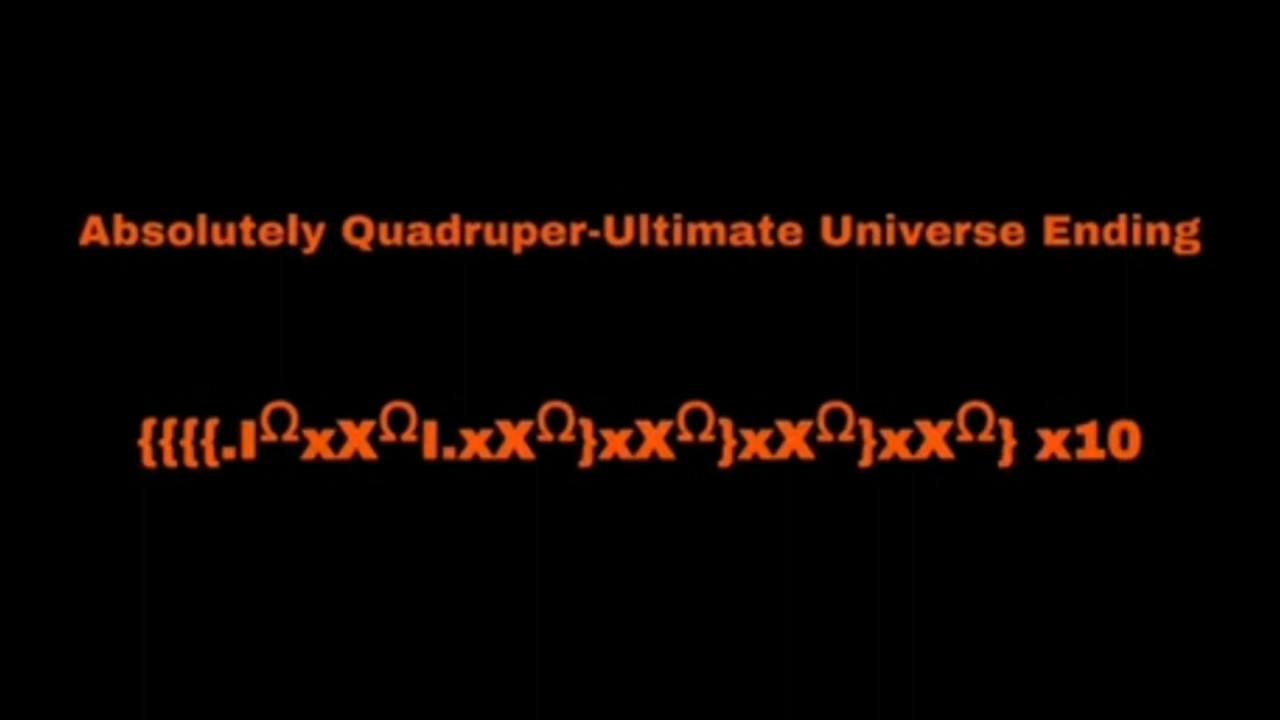 Absolutely Quadruper-Ultimate Universe Ending
{{{{.I^ΩxX^ΩI.xX^Ω}xX^Ω}xX^Ω}xX^Ω} x10